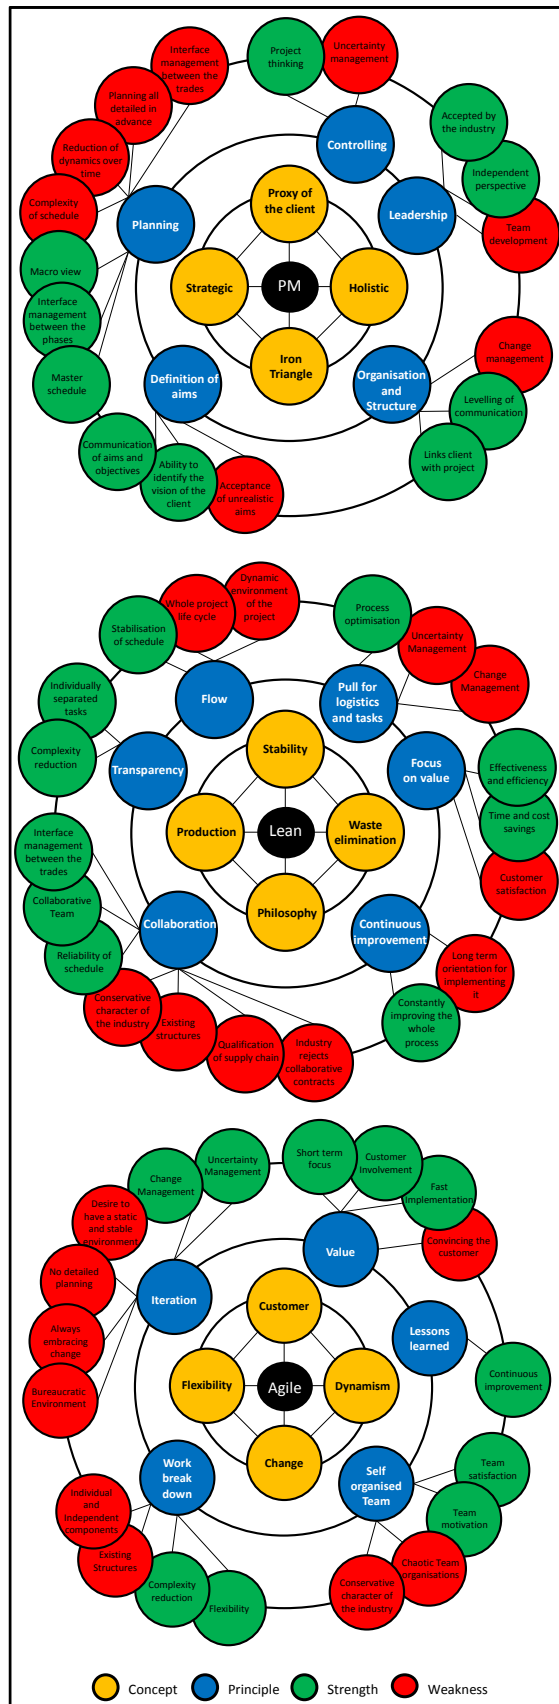 Interface
management
between the
trades
Project
thinking
Uncertainty
management
Planning all
detailed in
advance
Accepted by
the industry
Reduction of
dynamics over
time
Controlling
Independent
perspective
Complexity
of schedule
Planning
Proxy of
the client
Leadership
Team
development
Macro view
Strategic
PM
Holistic
Interface
management
between the
phases
Iron
Triangle
Change
management
Master
schedule
Definition of
aims
Organisation
and
Structure
Levelling of
communication
Communication
of aims and
objectives
Ability to
identify the
vision of the
client
Acceptance
of unrealistic
aims
Links client
with project
Dynamic
environment
of the
project
Whole project
life cycle
Process
optimisation
Stabilisation
of schedule
Uncertainty
Management
Change
Management
Individually
separated
tasks
Flow
Pull for
logistics
and tasks
Stability
Complexity
reduction
Transparency
Focus
on value
Effectiveness
and efficiency
Time and cost
savings
Production
Lean
Waste
elimination
Interface
management
between the
trades
Customer
satisfaction
Collaborative
Team
Philosophy
Collaboration
Continuous
improvement
Reliability of
schedule
Long term
orientation for
implementing
it
Conservative
character of
the industry
Existing
structures
Qualification
of supply chain
Industry
rejects
collaborative
contracts
Constantly
improving the
whole
process
Short term
focus
Customer
Involvement
Uncertainty
Management
Change
Management
Fast
Implementation
Desire to
have a static
and stable
environment
Value
Convincing the
customer
No detailed
planning
Iteration
Customer
Lessons
learned
Always
embracing
change
Flexibility
Agile
Dynamism
Continuous
improvement
Bureaucratic
Environment
Change
Work
break
down
Self
organised
Team
Team
satisfaction
Individual
and
independent
components
Team
motivation
Existing
Structures
Complexity
reduction
Flexibility
Conservative
character of
the industry
Chaotic Team
organisations
Concept
Principle
Strength
Weakness